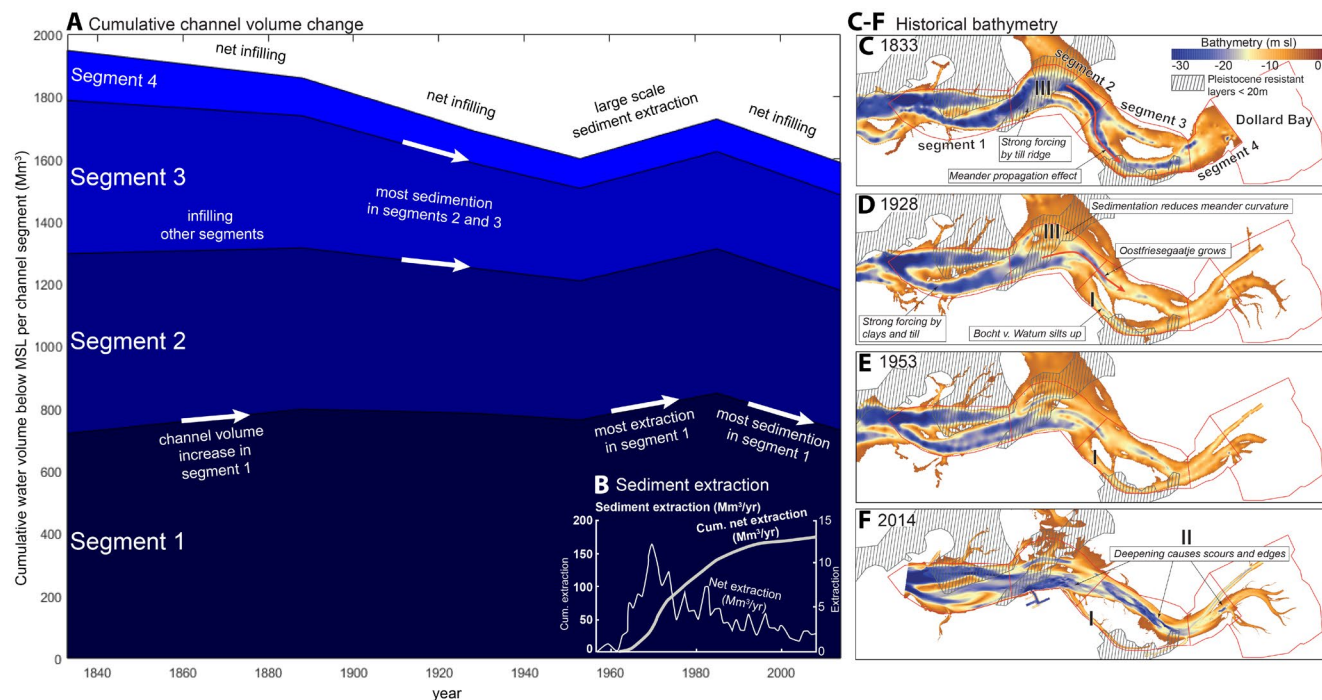 A Cumulative channel volume change
Cumulative water volume below MSL per channel segment (Mm³)
2000
1800
1600
1400
1200
1000
800
600
400
200
0
net infilling
Segment 4
net infilling
large scale
sediment extraction
net infilling
Segment 3
most sedimention
in segments 2 and 3
infilling
other segments
Segment 2
channel volume
increase in
segment 1
most extraction
in segment 1
most sedimention
in segment 1
Segment 1
1840
1860
1880
1900
1920
1940
1960
1980
2000
year
B Sediment extraction
Sediment extraction (Mm³/yr)
Cum. extraction
200
150
100
50
0
Cum. net extraction
(Mm³/yr)
Net extraction
(Mm³/yr)
15
10
5
0
Extraction
C-F Historical bathymetry
C 1833
Bathymetry (m sl)
-30 -20 -10 0
Pleistocene resistant
layers < 20m
III
segment 2
segment 3
Dollard Bay
segment 1
segment 4
Strong forcing
by till ridge
Meander propagation effect
D 1928
Sedimentation reduces meander curvature
III
Oostfriesegaatje grows
I
Strong forcing by
clays and till
Bocht v. Watum silts up
E 1953
I
F 2014
II
Deepening causes scours and edges
I